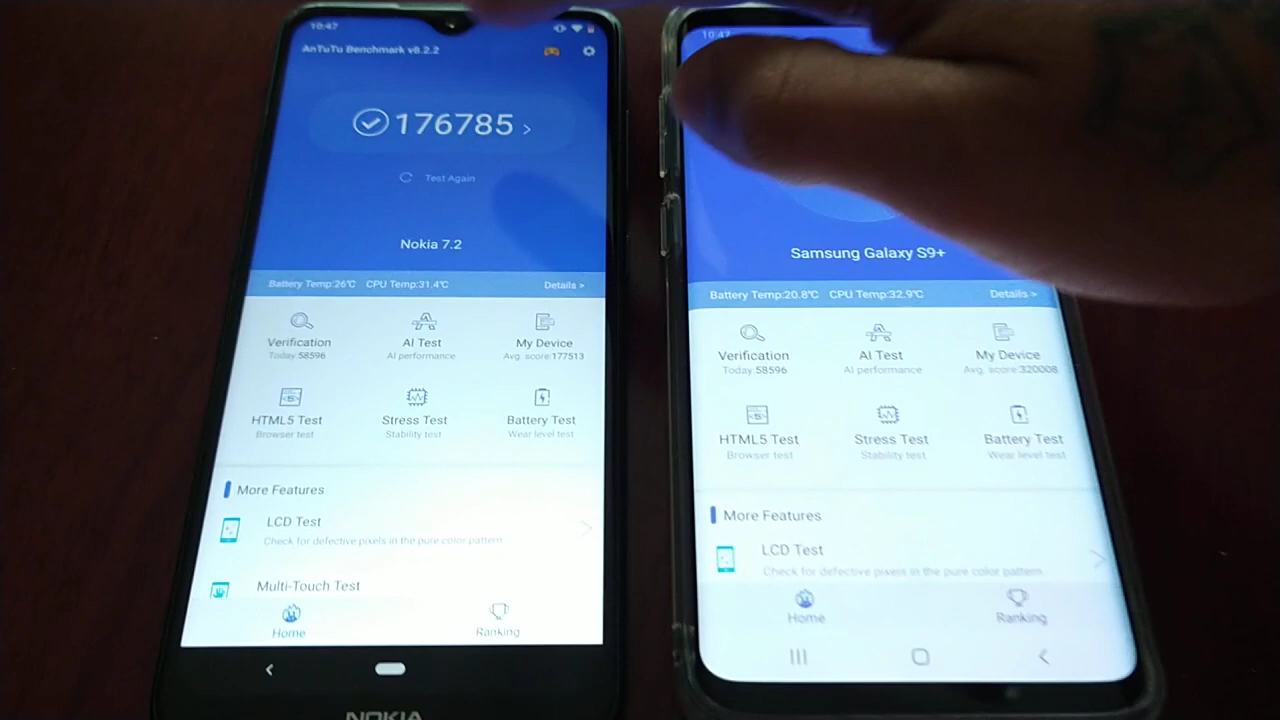 10:47
AnTuTu Benchmark v8.2.2
176785 >
Test Again
Nokia 7.2
Battery Temp:26℃ CPU Temp:31.4℃ Details >
Verification AI Test My Device
Today:58596 AI performance Avg. score:177513
HTML5 Test Stress Test Battery Test
Browser test Stability test Wear level test
More Features
LCD Test
Check for defective pixels in the pure color pattern
Multi-Touch Test
Home Ranking
NOKIA
10:47
Samsung Galaxy S9+
Battery Temp:20.8℃ CPU Temp:32.9℃ Details >
Verification AI Test My Device
Today:58596 AI performance Avg. score:320008
HTML5 Test Stress Test Battery Test
Browser test Stability test Wear level test
More Features
LCD Test
Check for defective pixels in the pure color pattern
Home Ranking